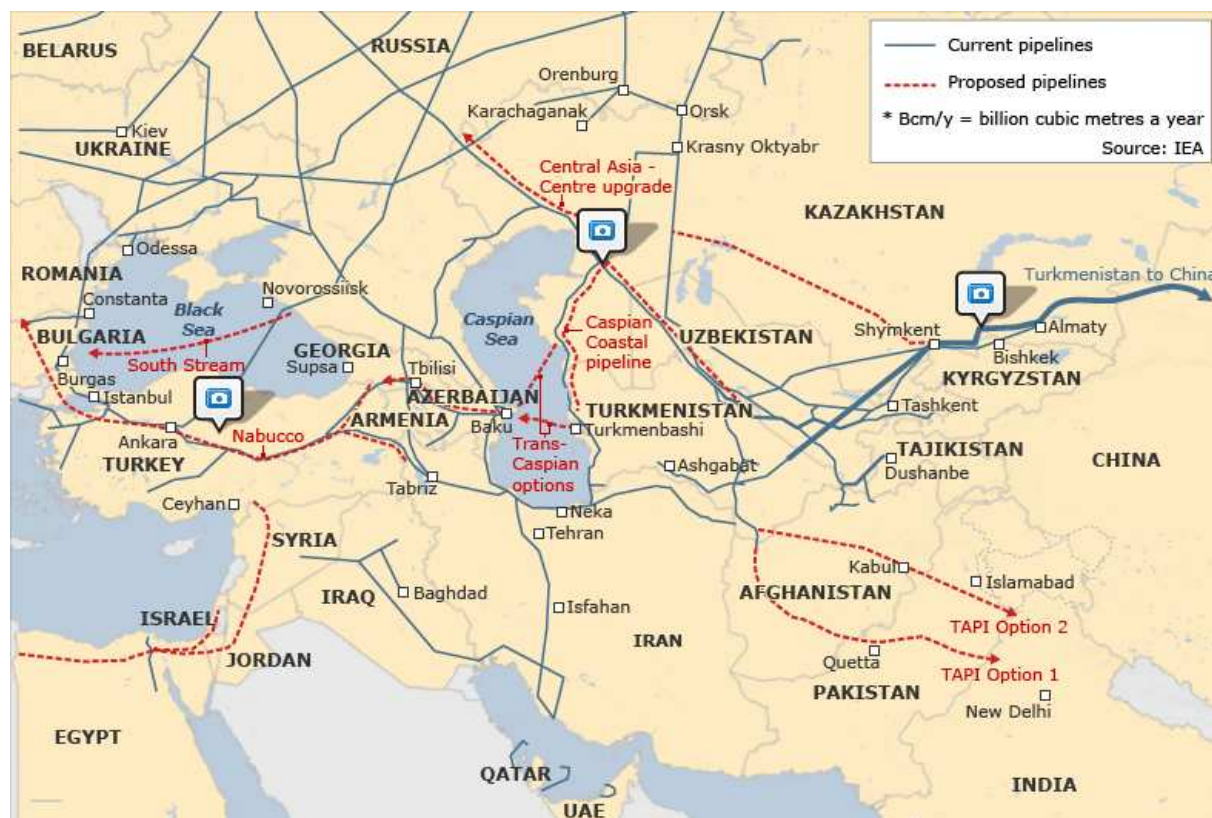 BELARUS
RUSSIA
Current pipelines
Proposed pipelines
* Bcm/y = billion cubic metres a year
Source: IEA
Orenburg
Karachaganak
Orsk
Kiev
UKRAINE
Krasny Oktyabr
Central Asia -
Centre upgrade
KAZAKHSTAN
Odessa
ROMANIA
Constanta
Novorossiisk
Black
Sea
Turkmenistan to China
Caspian
Sea
Caspian
Coastal
pipeline
UZBEKISTAN
Shymkent
Almaty
Bishkek
BULGARIA
South Stream
GEORGIA
Supsa
Tbilisi
KYRGYZSTAN
Burgas
Istanbul
AZERBAIJAN
ARMENIA
Baku
TURKMENISTAN
Turkmenbashi
Tashkent
Ankara
Nabucco
TURKEY
Trans-
Caspian
options
TAJIKISTAN
Dushanbe
CHINA
Ashgabat
Tabriz
Ceyhan
Neka
Tehran
SYRIA
Kabul
Islamabad
AFGHANISTAN
IRAQ
Baghdad
Isfahan
ISRAEL
TAPI Option 2
IRAN
JORDAN
Quetta
TAPI Option 1
PAKISTAN
New Delhi
EGYPT
QATAR
UAE
INDIA